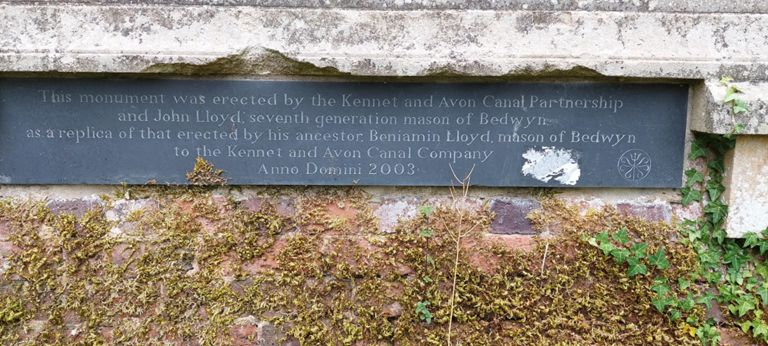 This monument was erected by the Kennet and Avon Canal Partnership
and John Lloyd, seventh generation mason of Bedwyn
as a replica of that erected by his ancestor, Benjamin Lloyd, mason of Bedwyn
to the Kennet and Avon Canal Company
Anno Domini 2003